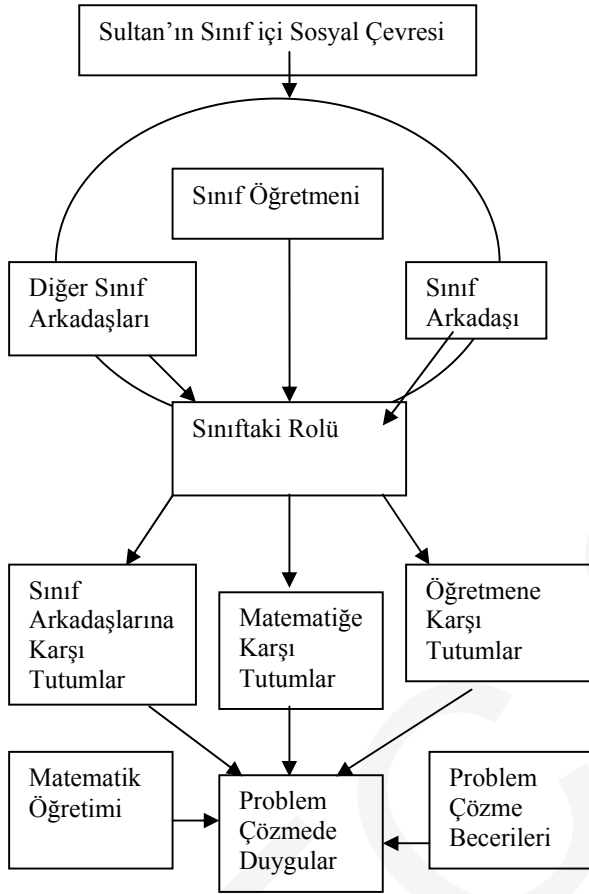 Sultan’ın Sınıf içi Sosyal Çevresi
Sınıf Öğretmeni
Diğer Sınıf
Arkadaşları
Sınıf
Arkadaşı
Sınıftaki Rolü
Sınıf
Arkadaşlarına
Karşı
Tutumlar
Matematiğe
Karşı
Tutumlar
Öğretmene
Karşı
Tutumlar
Matematik
Öğretimi
Problem
Çözmede
Duygular
Problem
Çözme
Becerileri